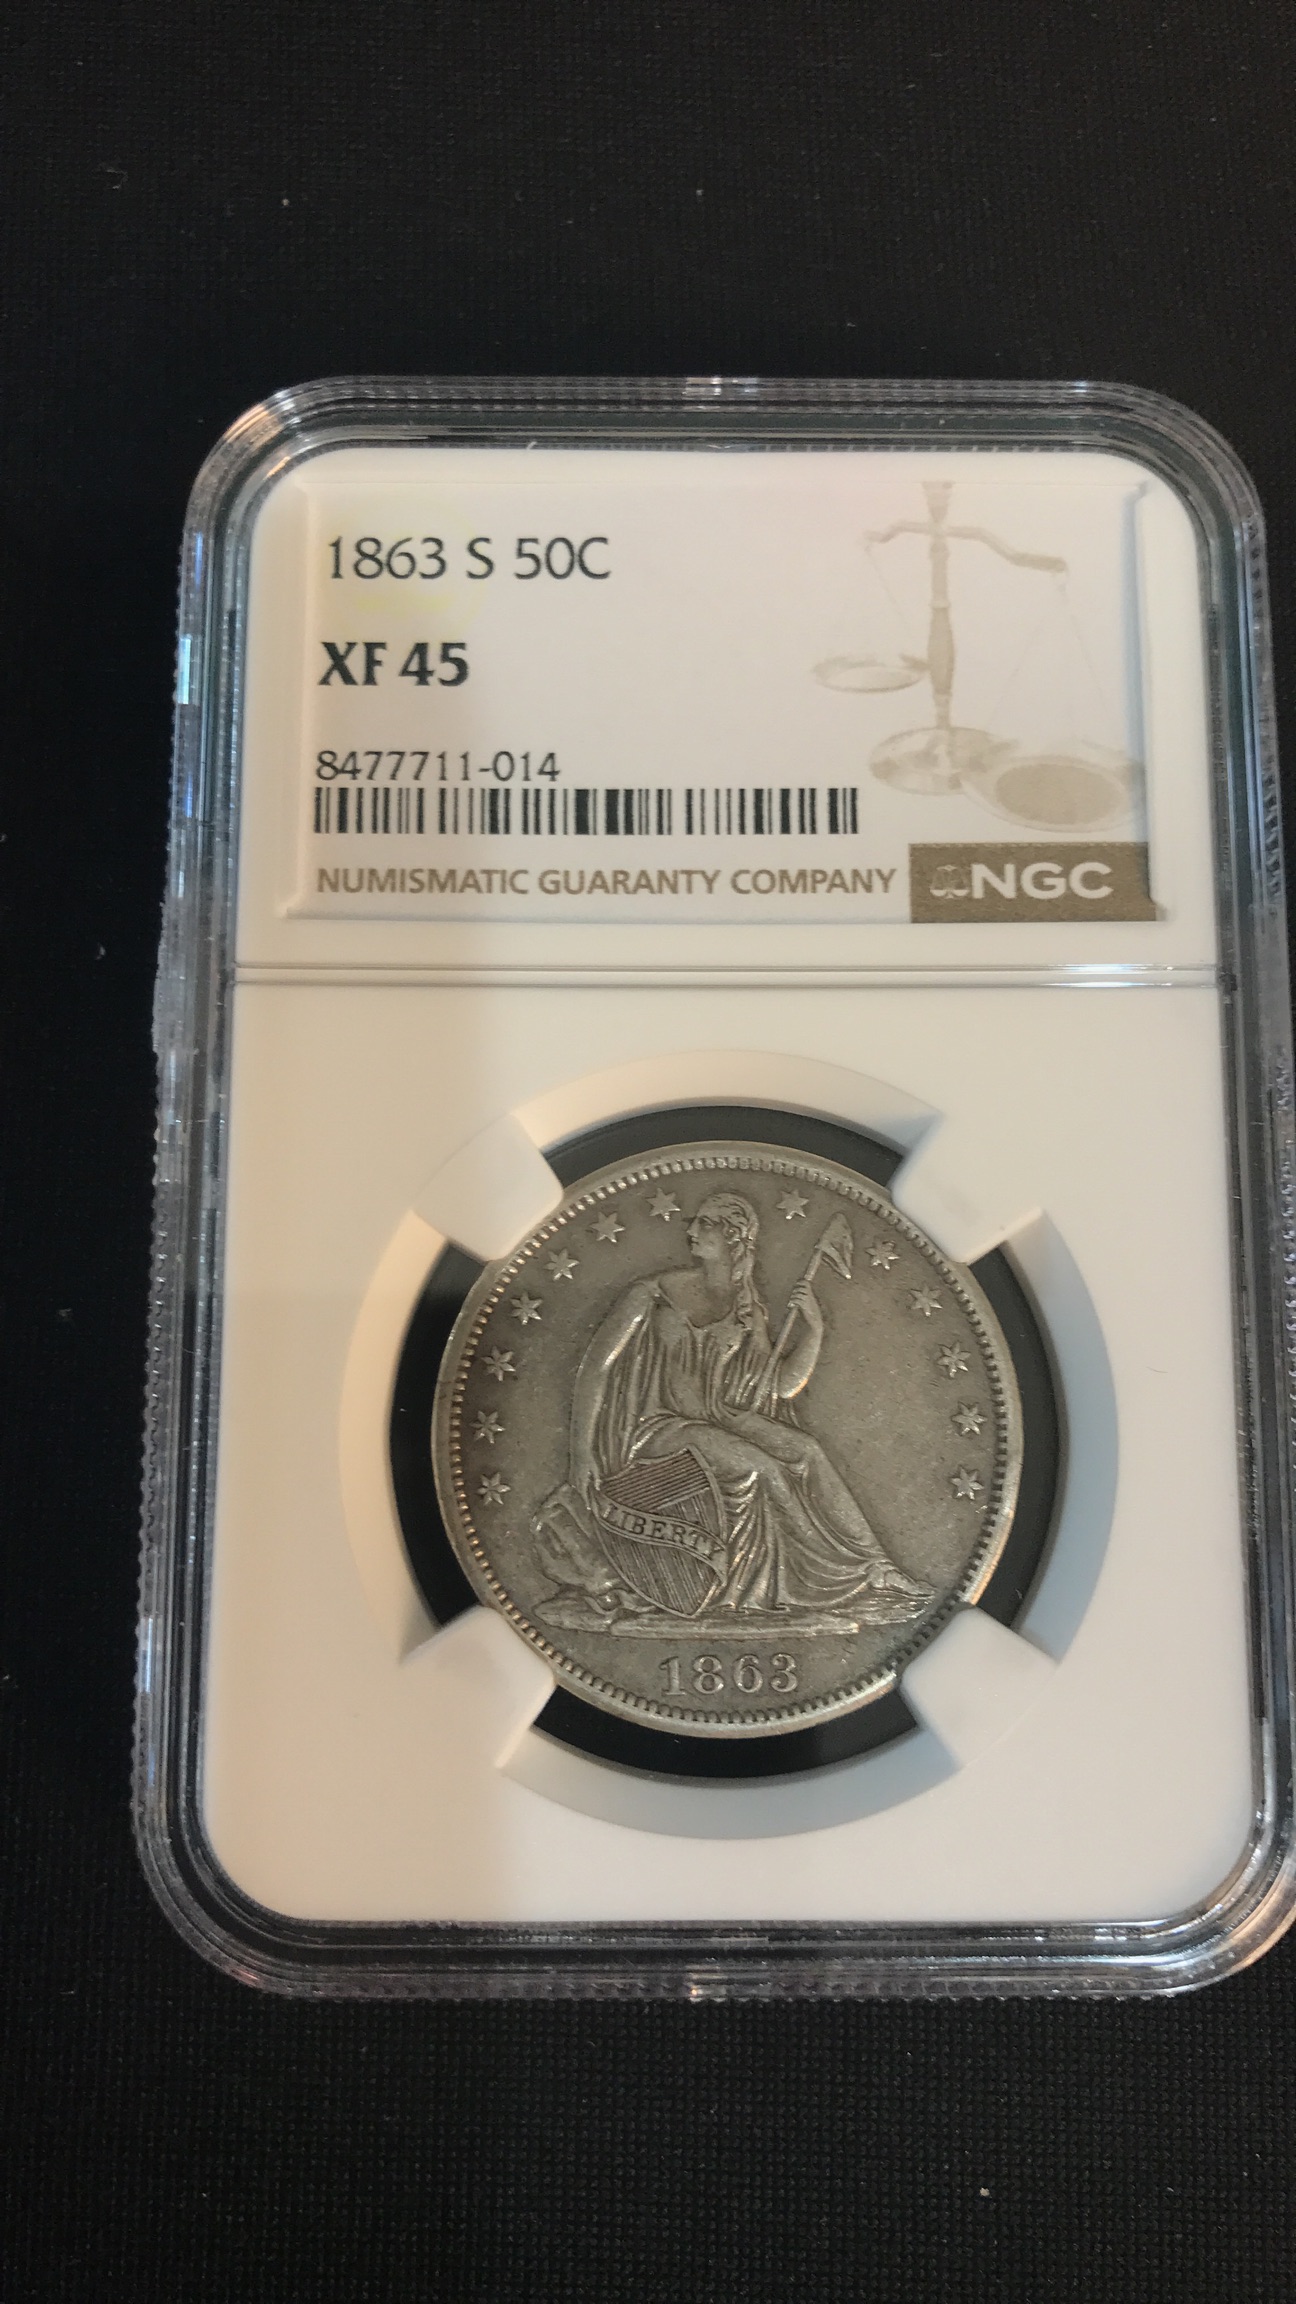 1863 S 50C
XF 45
8477711-014
NUMISMATIC GUARANTY COMPANY NGC
LIBERTY
1863